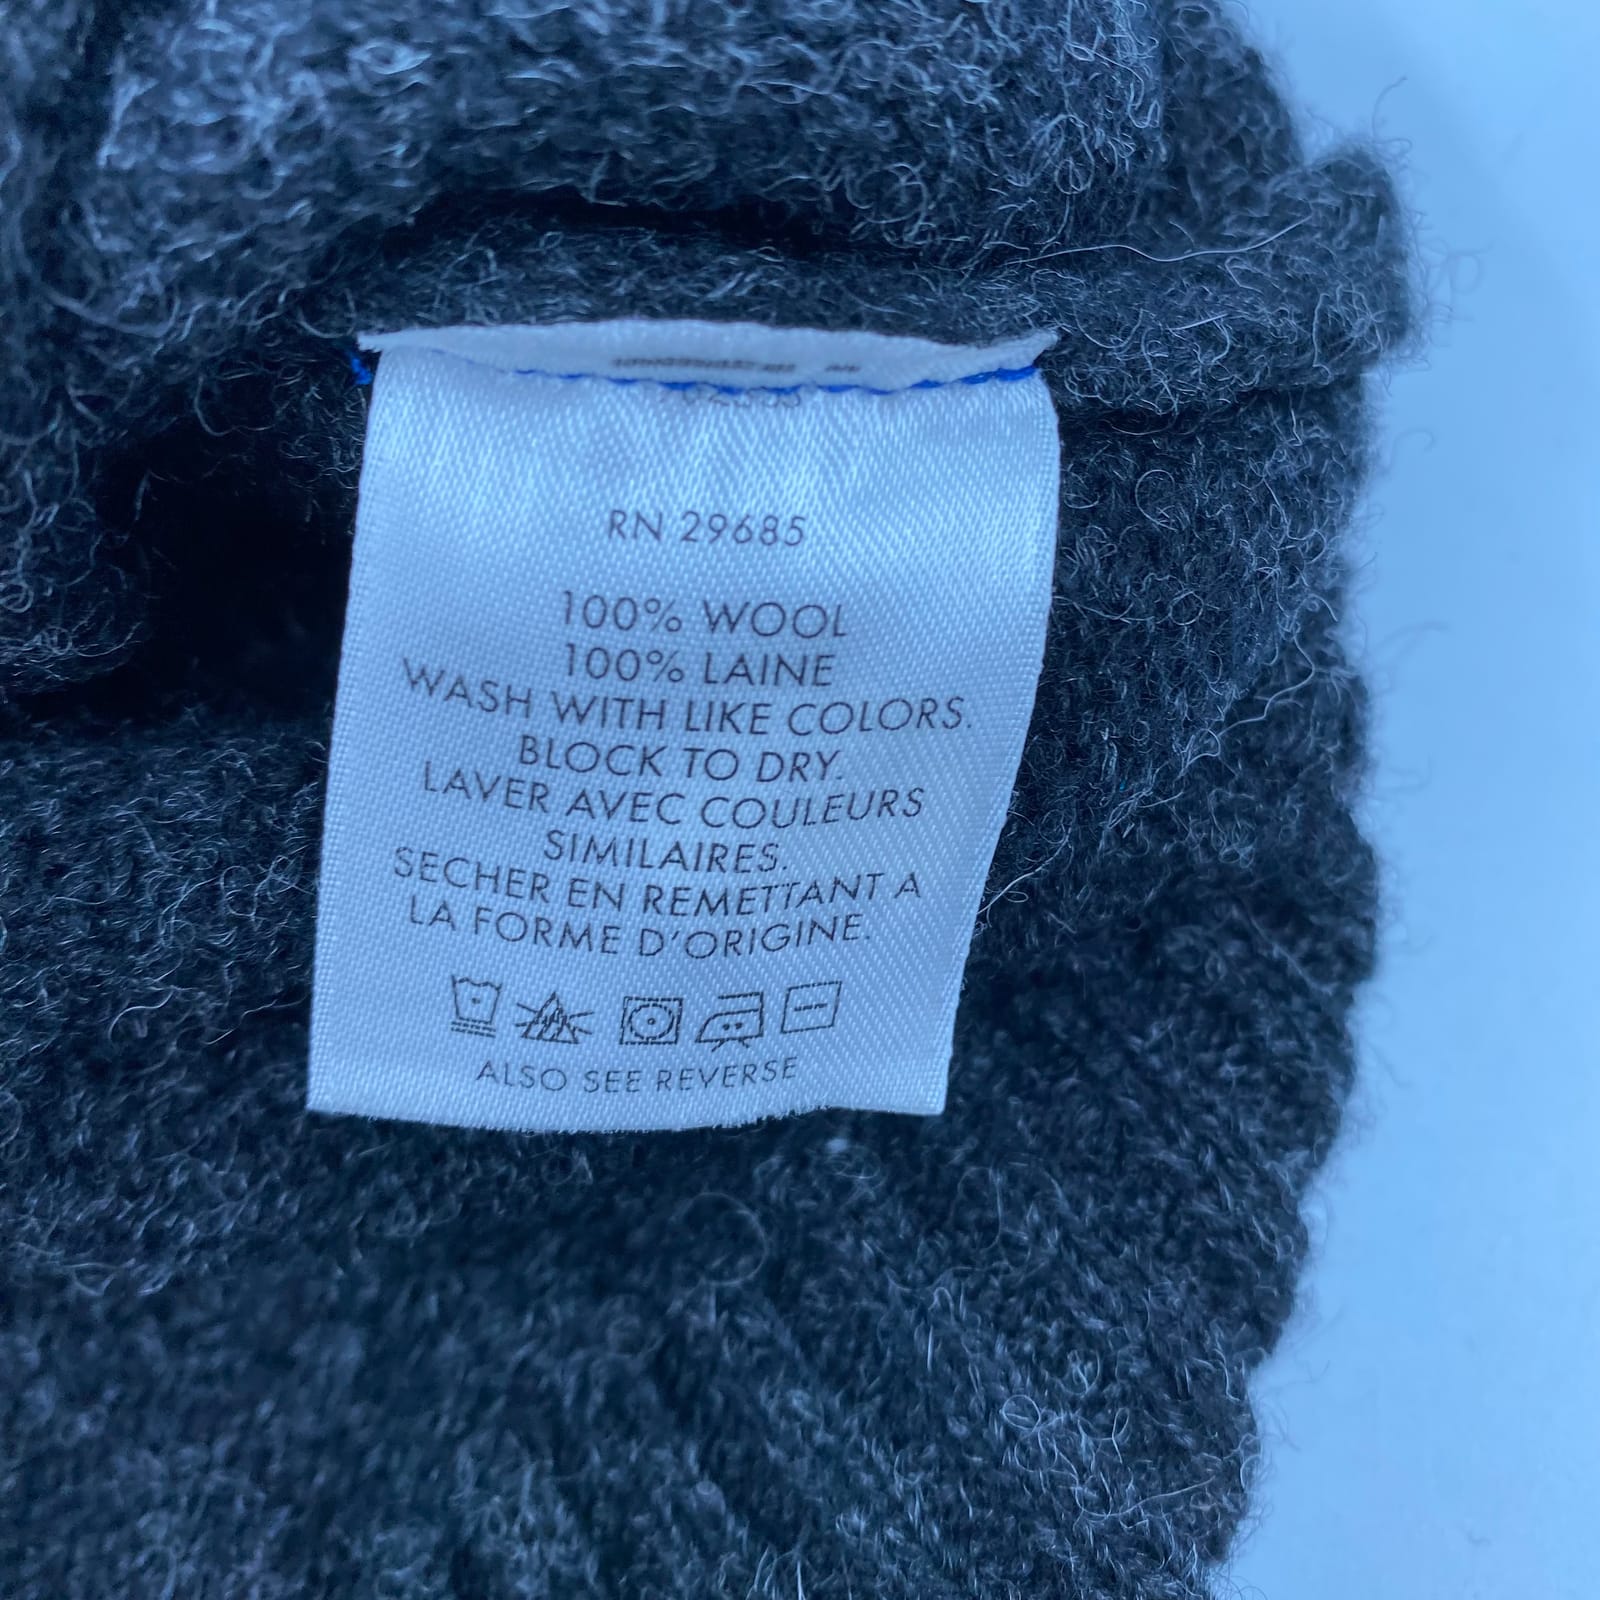 RN 29685
100% WOOL
100% LAINE
WASH WITH LIKE COLORS.
BLOCK TO DRY.
LAVER AVEC COULEURS
SIMILAIRES.
SECHER EN REMETTANT A
LA FORME D'ORIGINE.
ALSO SEE REVERSE